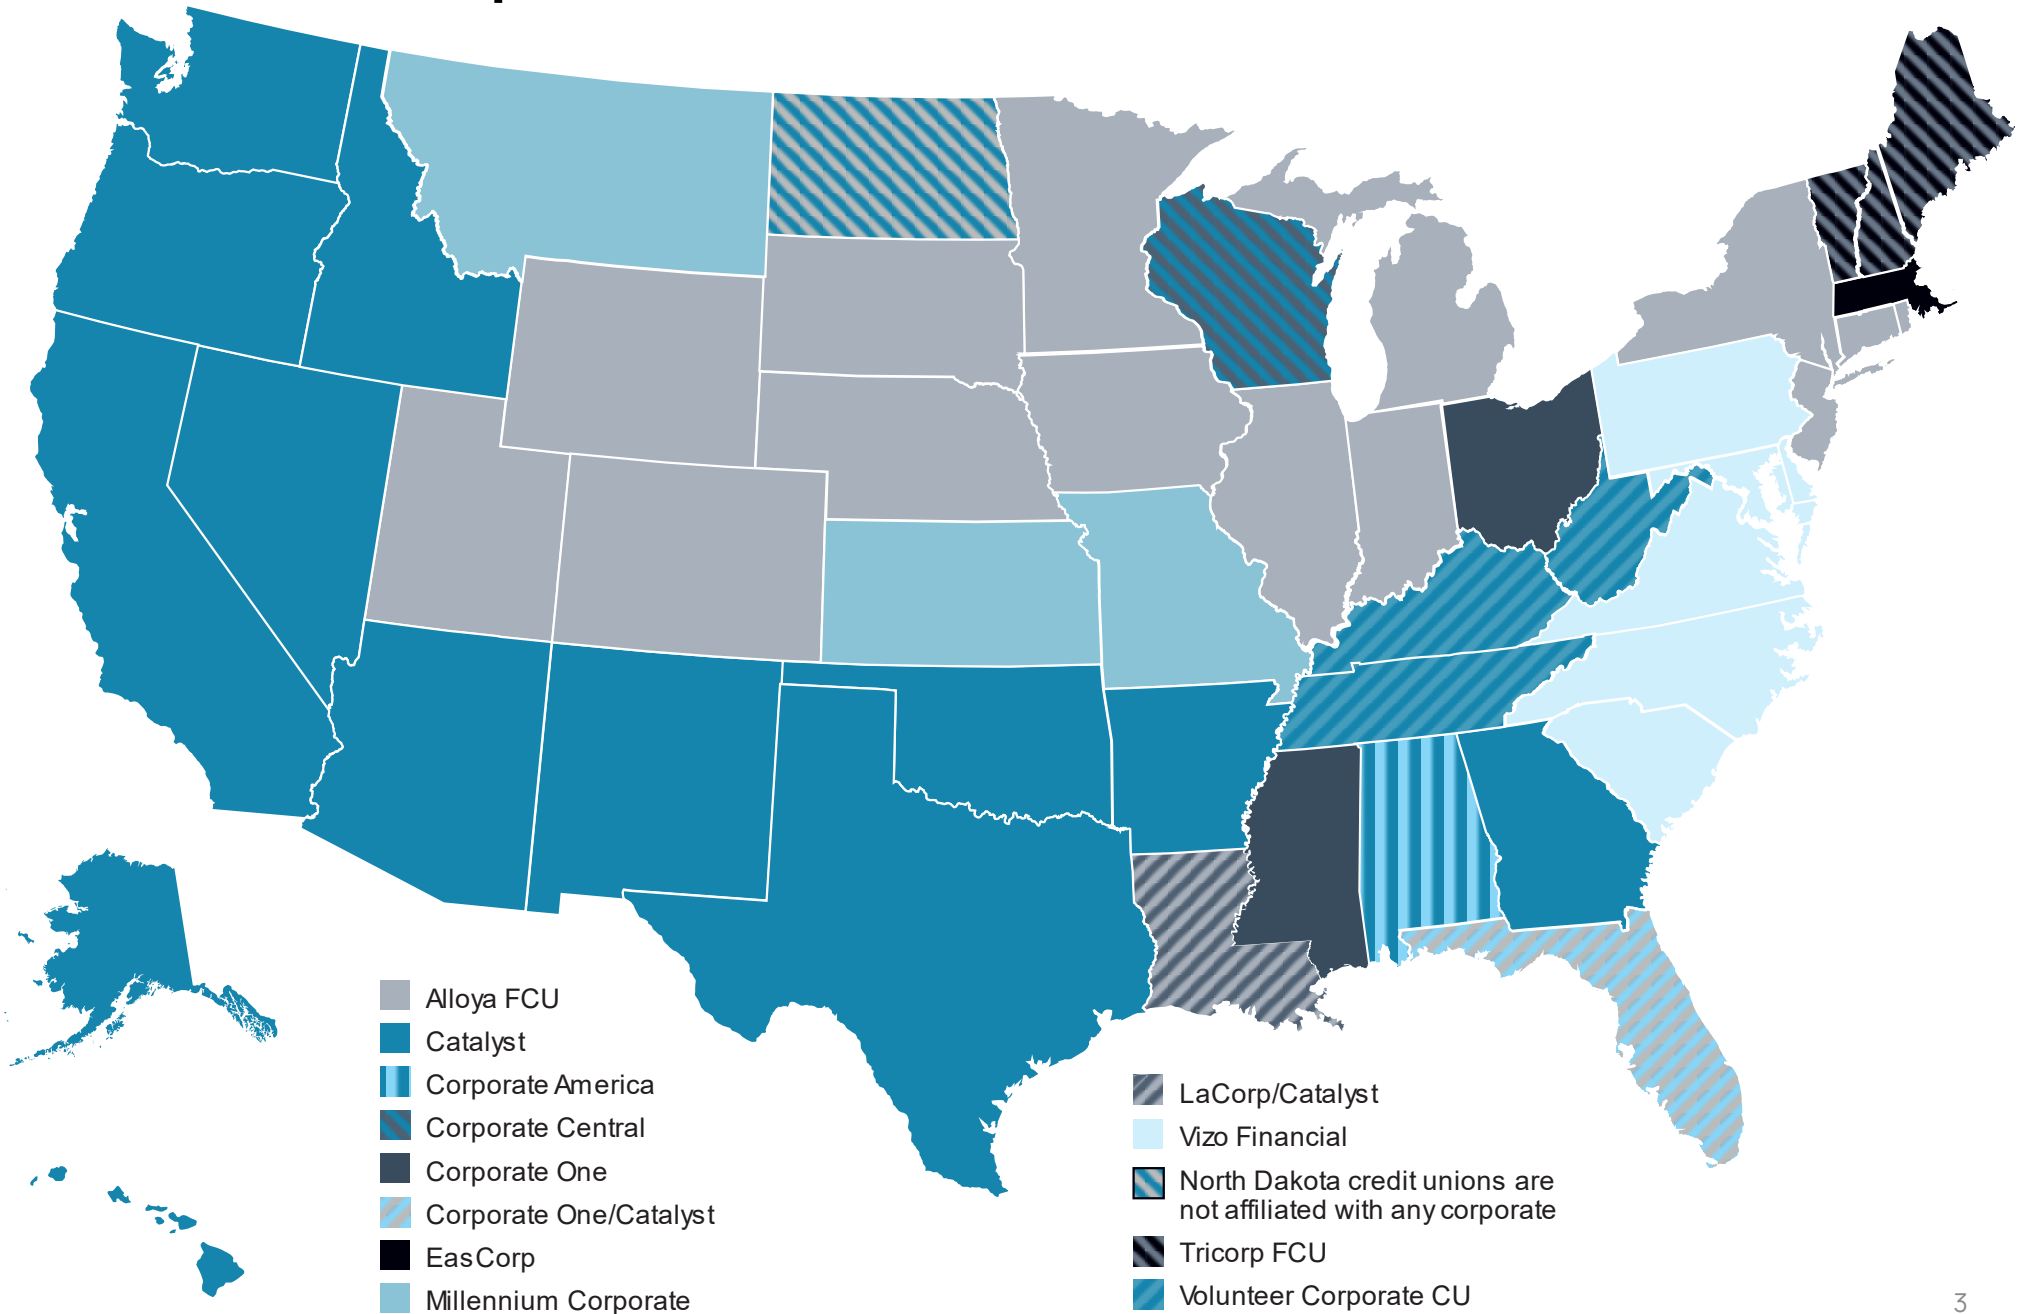 Alloya FCU
Catalyst
Corporate America
Corporate Central
Corporate One
Corporate One/Catalyst
EasCorp
Millennium Corporate
LaCorp/Catalyst
Vizo Financial
North Dakota credit unions are
not affiliated with any corporate
Tricorp FCU
Volunteer Corporate CU
3